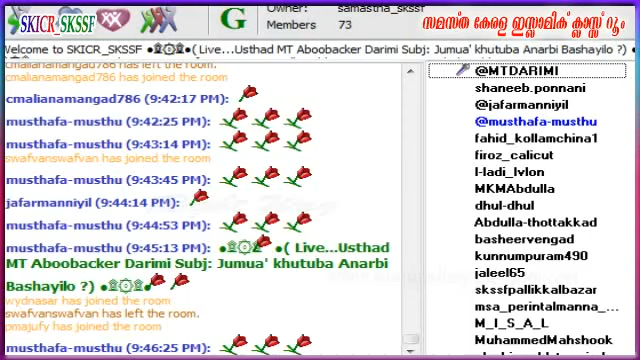 SKICR_SKSSF
G
Owner: samastha_skssf
Members 73
സമസ്ത കേരള ഇസ്ലാമിക് ക്ലാസ്സ് റൂം
Welcome to SKICR_SKSSF ●۩۞۩●(Live...Usthad MT Aboobacker Darimi Subj: Jumua' khutuba Anarbi Bashayilo ?) ●۩
cmalianamangad786 has left the room.
cmalianamangad786 has joined the room
cmalianamangad786 (9:42:17 PM):
musthafa-musthu (9:42:25 PM):
musthafa-musthu (9:43:14 PM):
swafvanswafvan has joined the room
musthafa-musthu (9:43:45 PM):
jafarmanniyil (9:44:14 PM):
musthafa-musthu (9:44:53 PM):
musthafa-musthu (9:45:13 PM): ●۩۞۩ ●( Live...Usthad
MT Aboobacker Darimi Subj: Jumua' khutuba Anarbi
Bashayilo ?) ●۩۞۩●
wydnasar has joined the room
swafvanswafvan has left the room.
pmajufy has joined the room
musthafa-musthu (9:46:25 PM):
@MTDARIMI
shaneeb.ponnani
@jafarmanniyil
@musthafa-musthu
fahid_kollamchina1
firoz_calicut
I-ladi_lvlon
MKMAbdulla
dhul-dhul
Abdulla-thottakkad
basheervengad
kunnumpuram490
jaleel65
skssfpallikkalbazar
msa_perintalmanna_...
M_I_S_A_L
MuhammedMahshook